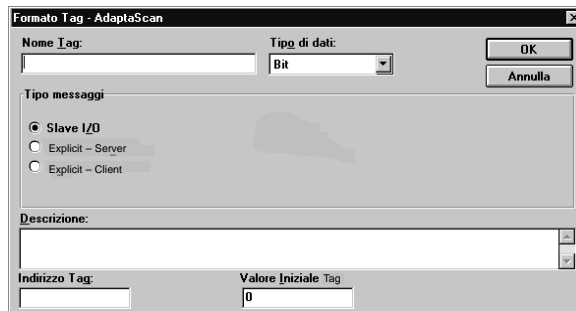 Formato Tag - AdaptaScan
Nome Tag:
Tipo di dati:
Bit
OK
Annulla
Tipo messaggi
Slave I/O
Explicit – Server
Explicit – Client
Descrizione:
Indirizzo Tag:
Valore Iniziale Tag
0